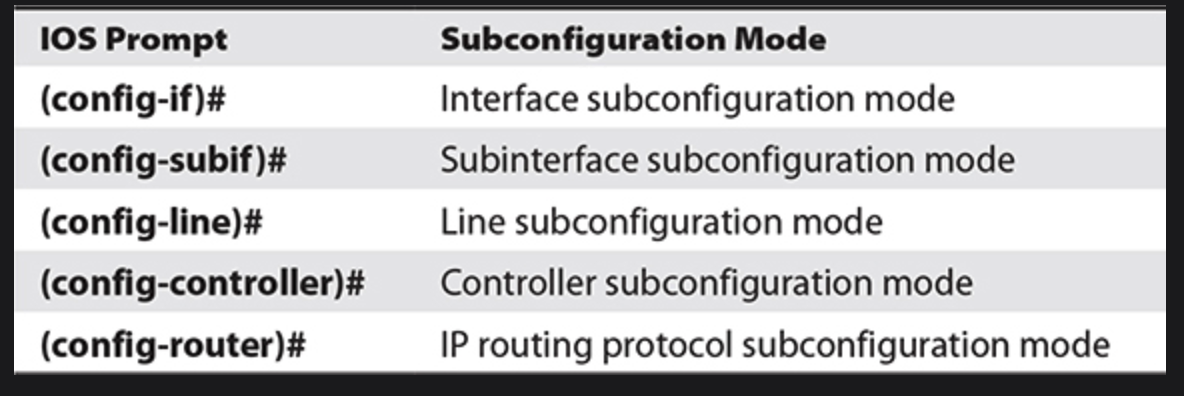 IOS Prompt Subconfiguration Mode
(config-if)# Interface subconfiguration mode
(config-subif)# Subinterface subconfiguration mode
(config-line)# Line subconfiguration mode
(config-controller)# Controller subconfiguration mode
(config-router)# IP routing protocol subconfiguration mode